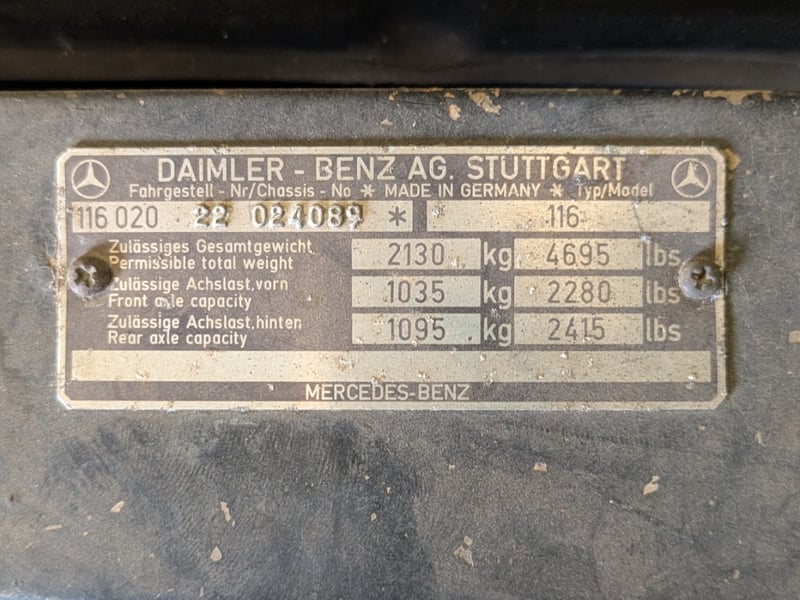 DAIMLER - BENZ AG. STUTTGART
Fahrgestell - Nr/Chassis - No * MADE IN GERMANY * Typ/Model
116 020 22 024089 * 116
Zulässiges Gesamtgewicht
Permissible total weight
2130 kg 4695 lbs
Zulässige Achslast, vorn
Front axle capacity
1035 kg 2280 lbs
Zulässige Achslast, hinten
Rear axle capacity
1095 kg 2415 lbs
MERCEDES-BENZ